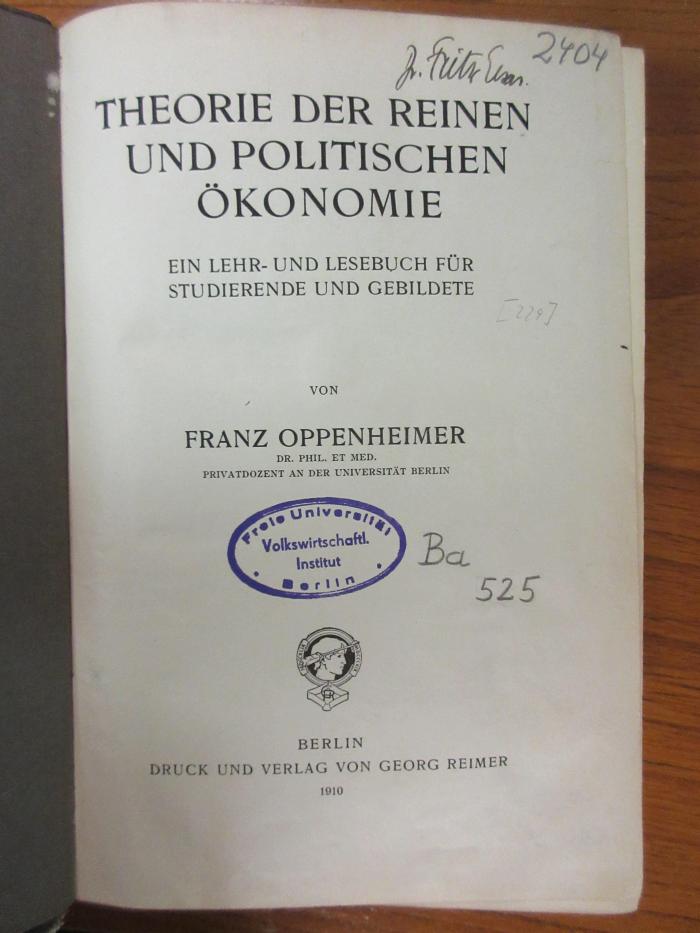 Dr. Fritz
2404
THEORIE DER REINEN
UND POLITISCHEN
ÖKONOMIE
EIN LEHR- UND LESEBUCH FÜR
STUDIERENDE UND GEBILDETE
[229]
VON
FRANZ OPPENHEIMER
DR. PHIL. ET MED.
PRIVATDOZENT AN DER UNIVERSITÄT BERLIN
Freie Universität
Volkswirtschaftl.
Institut
Berlin
Ba
525
BERLIN
DRUCK UND VERLAG VON GEORG REIMER
1910